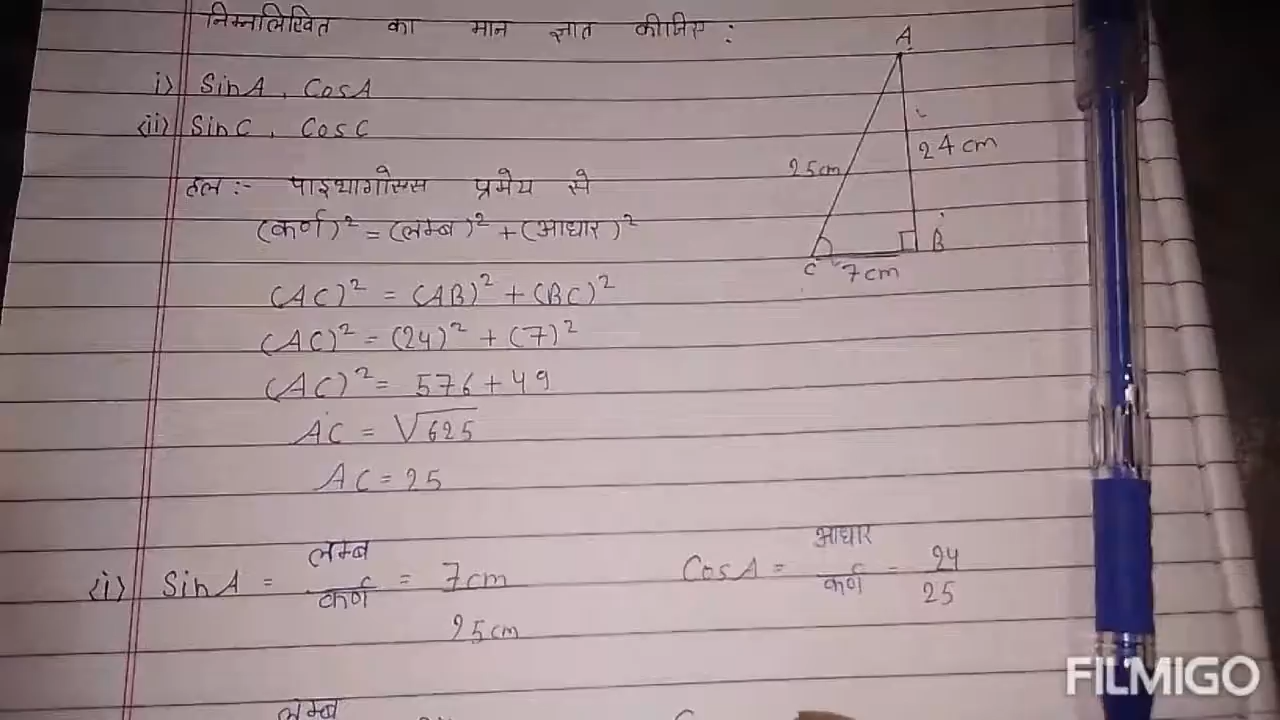 निम्नलिखित का मान ज्ञात कीजिए :
i) SinA, CosA
(ii) SinC, CosC
हल :- पाइथागोरस प्रमेय से
(कर्ण)² = (लम्ब)² + (आधार)²
(AC)² = (AB)² + (BC)²
(AC)² = (24)² + (7)²
(AC)² = 576 + 49
AC = √625
AC = 25
A
25cm
24 cm
C
7cm
B
(i) SinA = लम्ब/कर्ण = 7cm/25cm CosA = आधार/कर्ण = 24/25
लम्ब
FILMIGO